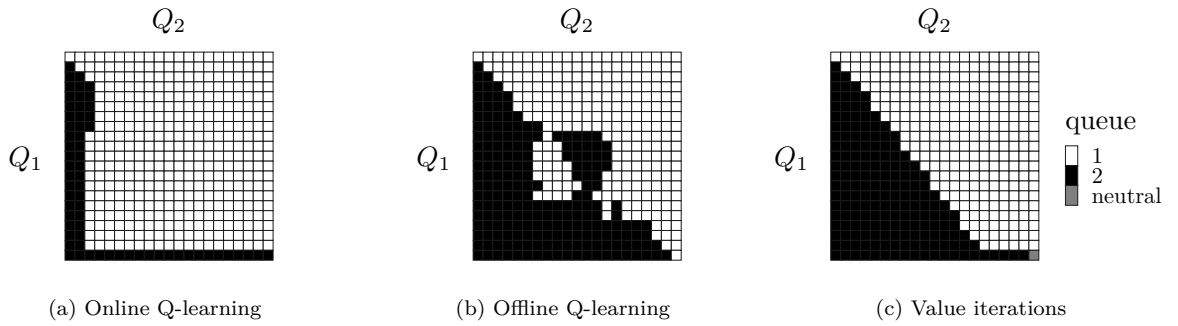 Q2 Q2 Q2
Q1 Q1 Q1
queue
1
2
neutral
(a) Online Q-learning (b) Offline Q-learning (c) Value iterations